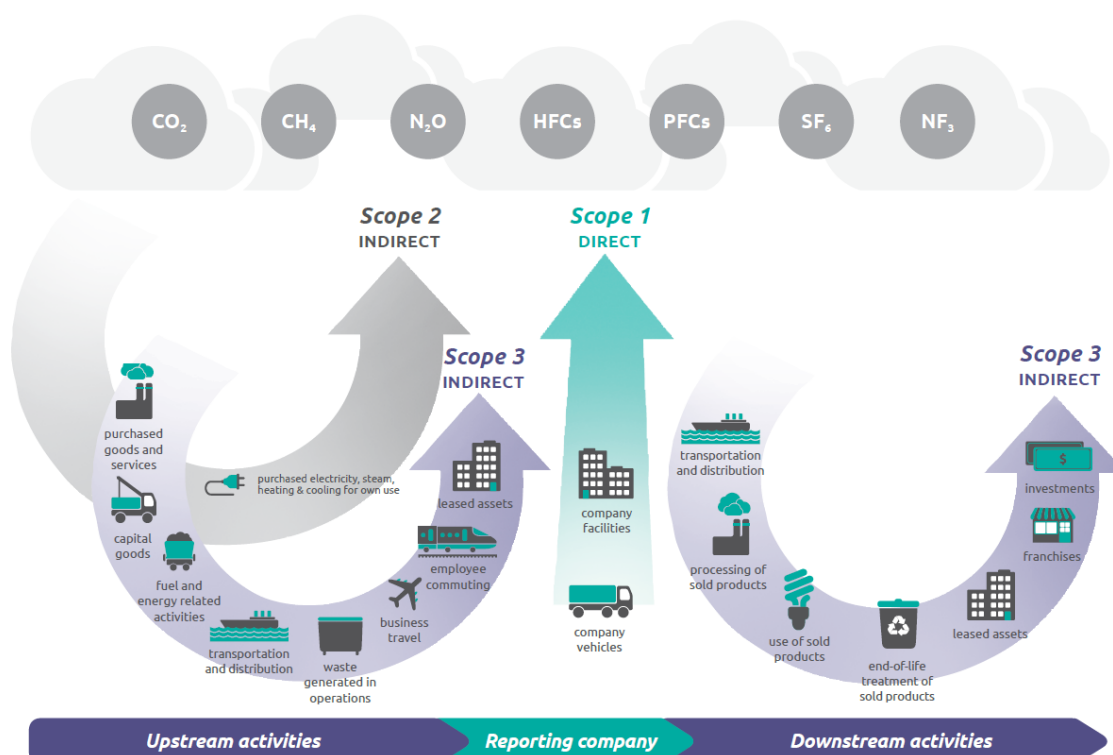 CO₂
CH₄
N₂O
HFCs
PFCs
SF₆
NF₃
Scope 2
INDIRECT
Scope 1
DIRECT
Scope 3
INDIRECT
Scope 3
INDIRECT
purchased
goods and
services
capital
goods
fuel and
energy related
activities
transportation
and distribution
waste
generated in
operations
business
travel
employee
commuting
leased assets
purchased electricity, steam,
heating & cooling for own use
company
facilities
company
vehicles
transportation
and distribution
processing of
sold products
use of sold
products
end-of-life
treatment of
sold products
leased assets
franchises
$
investments
Upstream activities
Reporting company
Downstream activities